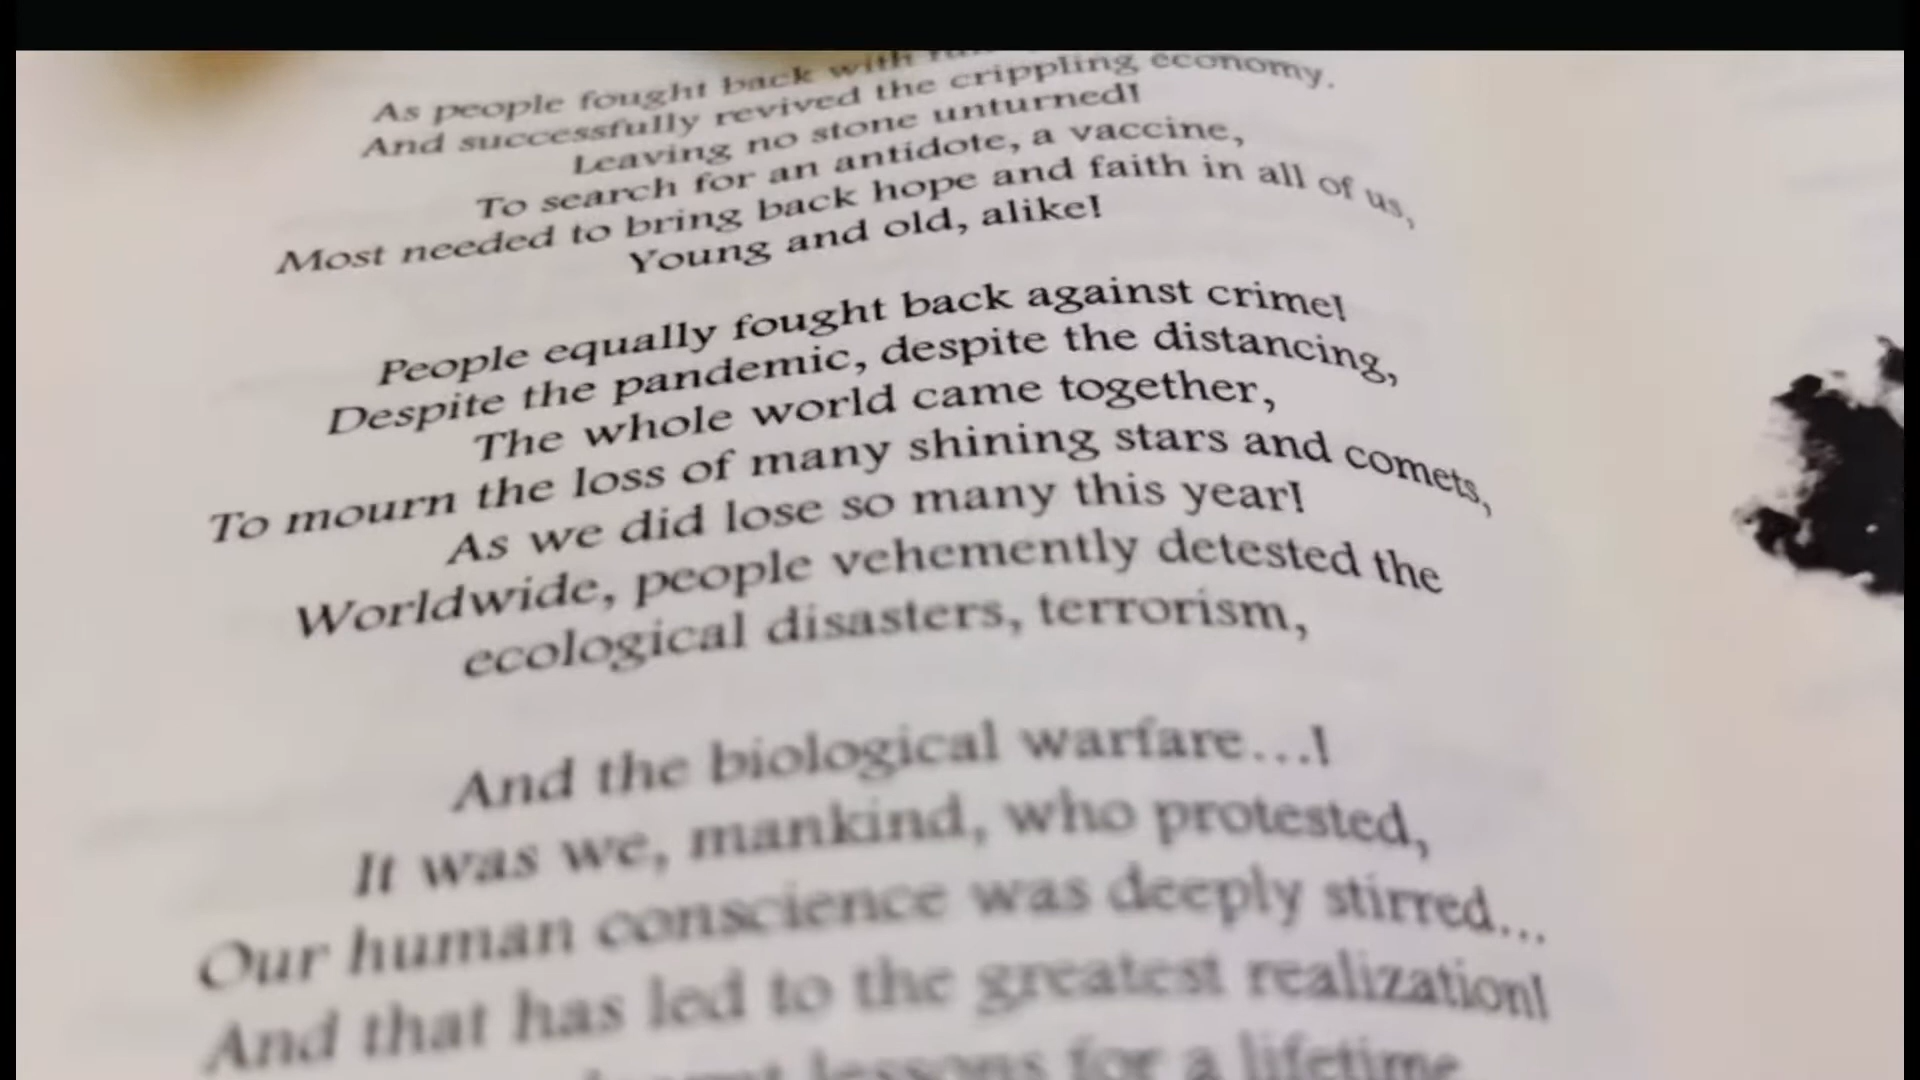 As people fought back with
And successfully revived the crippling economy.
Leaving no stone unturned!
To search for an antidote, a vaccine,
Most needed to bring back hope and faith in all of us,
Young and old, alike!
People equally fought back against crime!
Despite the pandemic, despite the distancing,
The whole world came together,
To mourn the loss of many shining stars and comets,
As we did lose so many this year!
Worldwide, people vehemently detested the
ecological disasters, terrorism,
And the biological warfare...!
It was we, mankind, who protested,
Our human conscience was deeply stirred...
And that has led to the greatest realization!
lessons for a lifetime